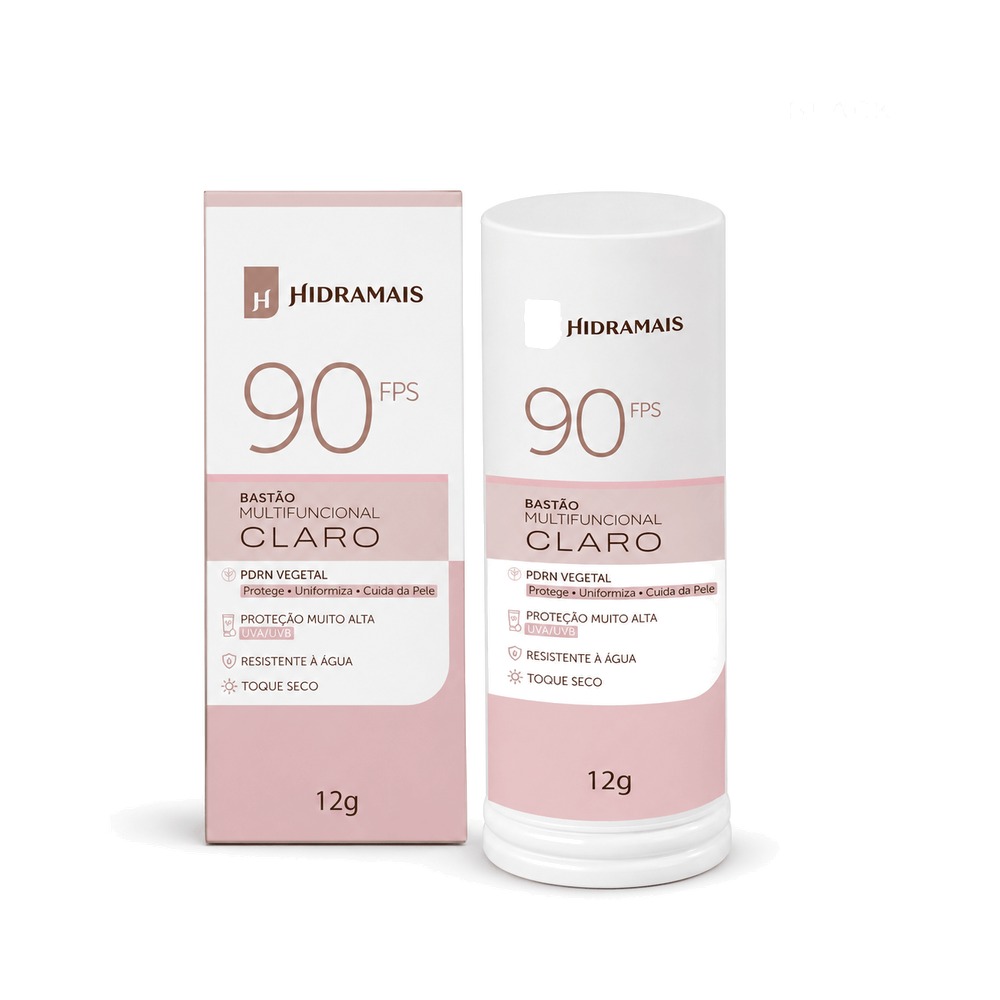 H HIDRAMAIS
90 FPS
BASTÃO
MULTIFUNCIONAL
CLARO
PDRN VEGETAL
Protege • Uniformiza • Cuida da Pele
PROTEÇÃO MUITO ALTA
UVA/UVB
RESISTENTE À ÁGUA
TOQUE SECO
12g
HIDRAMAIS
90 FPS
BASTÃO
MULTIFUNCIONAL
CLARO
PDRN VEGETAL
Protege • Uniformiza • Cuida da Pele
PROTEÇÃO MUITO ALTA
UVA/UVB
RESISTENTE À ÁGUA
TOQUE SECO
12g